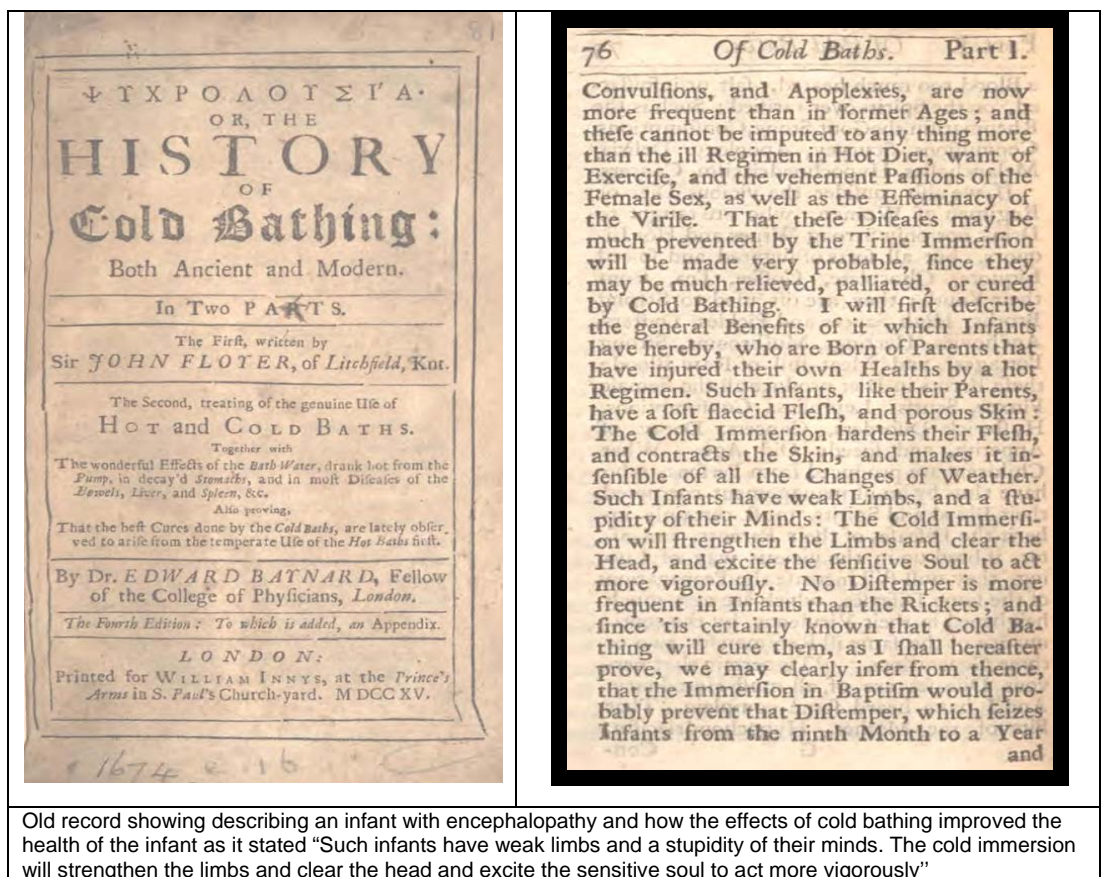 81
ΨΥΧΡΟΛΟΥΣΙ'Α·
OR, THE
HISTORY
OF
Cold Bathing:
Both Ancient and Modern.
In Two PARTS.
The Firſt, written by
Sir JOHN FLOYER, of Litchfield, Knt.
The Second, treating of the genuine Uſe of
HOT and COLD BATHS.
Together with
The wonderful Effects of the Bath-Water, drank hot from the
Pump, in decay'd Stomachs, and in moſt Diſeaſes of the
Bowels, Liver, and Spleen, &c.
Alſo proving,
That the beſt Cures done by the Cold Baths, are lately obſer
ved to ariſe from the temperate Uſe of the Hot Baths firſt.
By Dr. EDWARD BAYNARD, Fellow
of the College of Phyſicians, London.
The Fourth Edition: To which is added, an Appendix.
LONDON:
Printed for WILLIAM INNYS, at the Prince's
Arms in S. Paul's Church-yard. MDCCXV.
1674 e 16
76 Of Cold Baths. Part I.
Convulſions, and Apoplexies, are now
more frequent than in former Ages; and
theſe cannot be imputed to any thing more
than the ill Regimen in Hot Diet, want of
Exerciſe, and the vehement Paſſions of the
Female Sex, as well as the Effeminacy of
the Virile. That theſe Diſeaſes may be
much prevented by the Trine Immerſion
will be made very probable, ſince they
may be much relieved, palliated, or cured
by Cold Bathing. I will firſt deſcribe
the general Benefits of it which Infants
have hereby, who are Born of Parents that
have injured their own Healths by a hot
Regimen. Such Infants, like their Parents,
have a ſoft flaccid Fleſh, and porous Skin:
The Cold Immerſion hardens their Fleſh,
and contracts the Skin, and makes it in-
ſenſible of all the Changes of Weather.
Such Infants have weak Limbs, and a ſtu-
pidity of their Minds: The Cold Immerſi-
on will ſtrengthen the Limbs and clear the
Head, and excite the ſenſitive Soul to act
more vigorouſly. No Diſtemper is more
frequent in Infants than the Rickets; and
ſince 'tis certainly known that Cold Ba-
thing will cure them, as I ſhall hereafter
prove, we may clearly infer from thence,
that the Immerſion in Baptiſm would pro-
bably prevent that Diſtemper, which ſeizes
Infants from the ninth Month to a Year
and
Old record showing describing an infant with encephalopathy and how the effects of cold bathing improved the
health of the infant as it stated “Such infants have weak limbs and a stupidity of their minds. The cold immersion
will strengthen the limbs and clear the head and excite the sensitive soul to act more vigorously’’